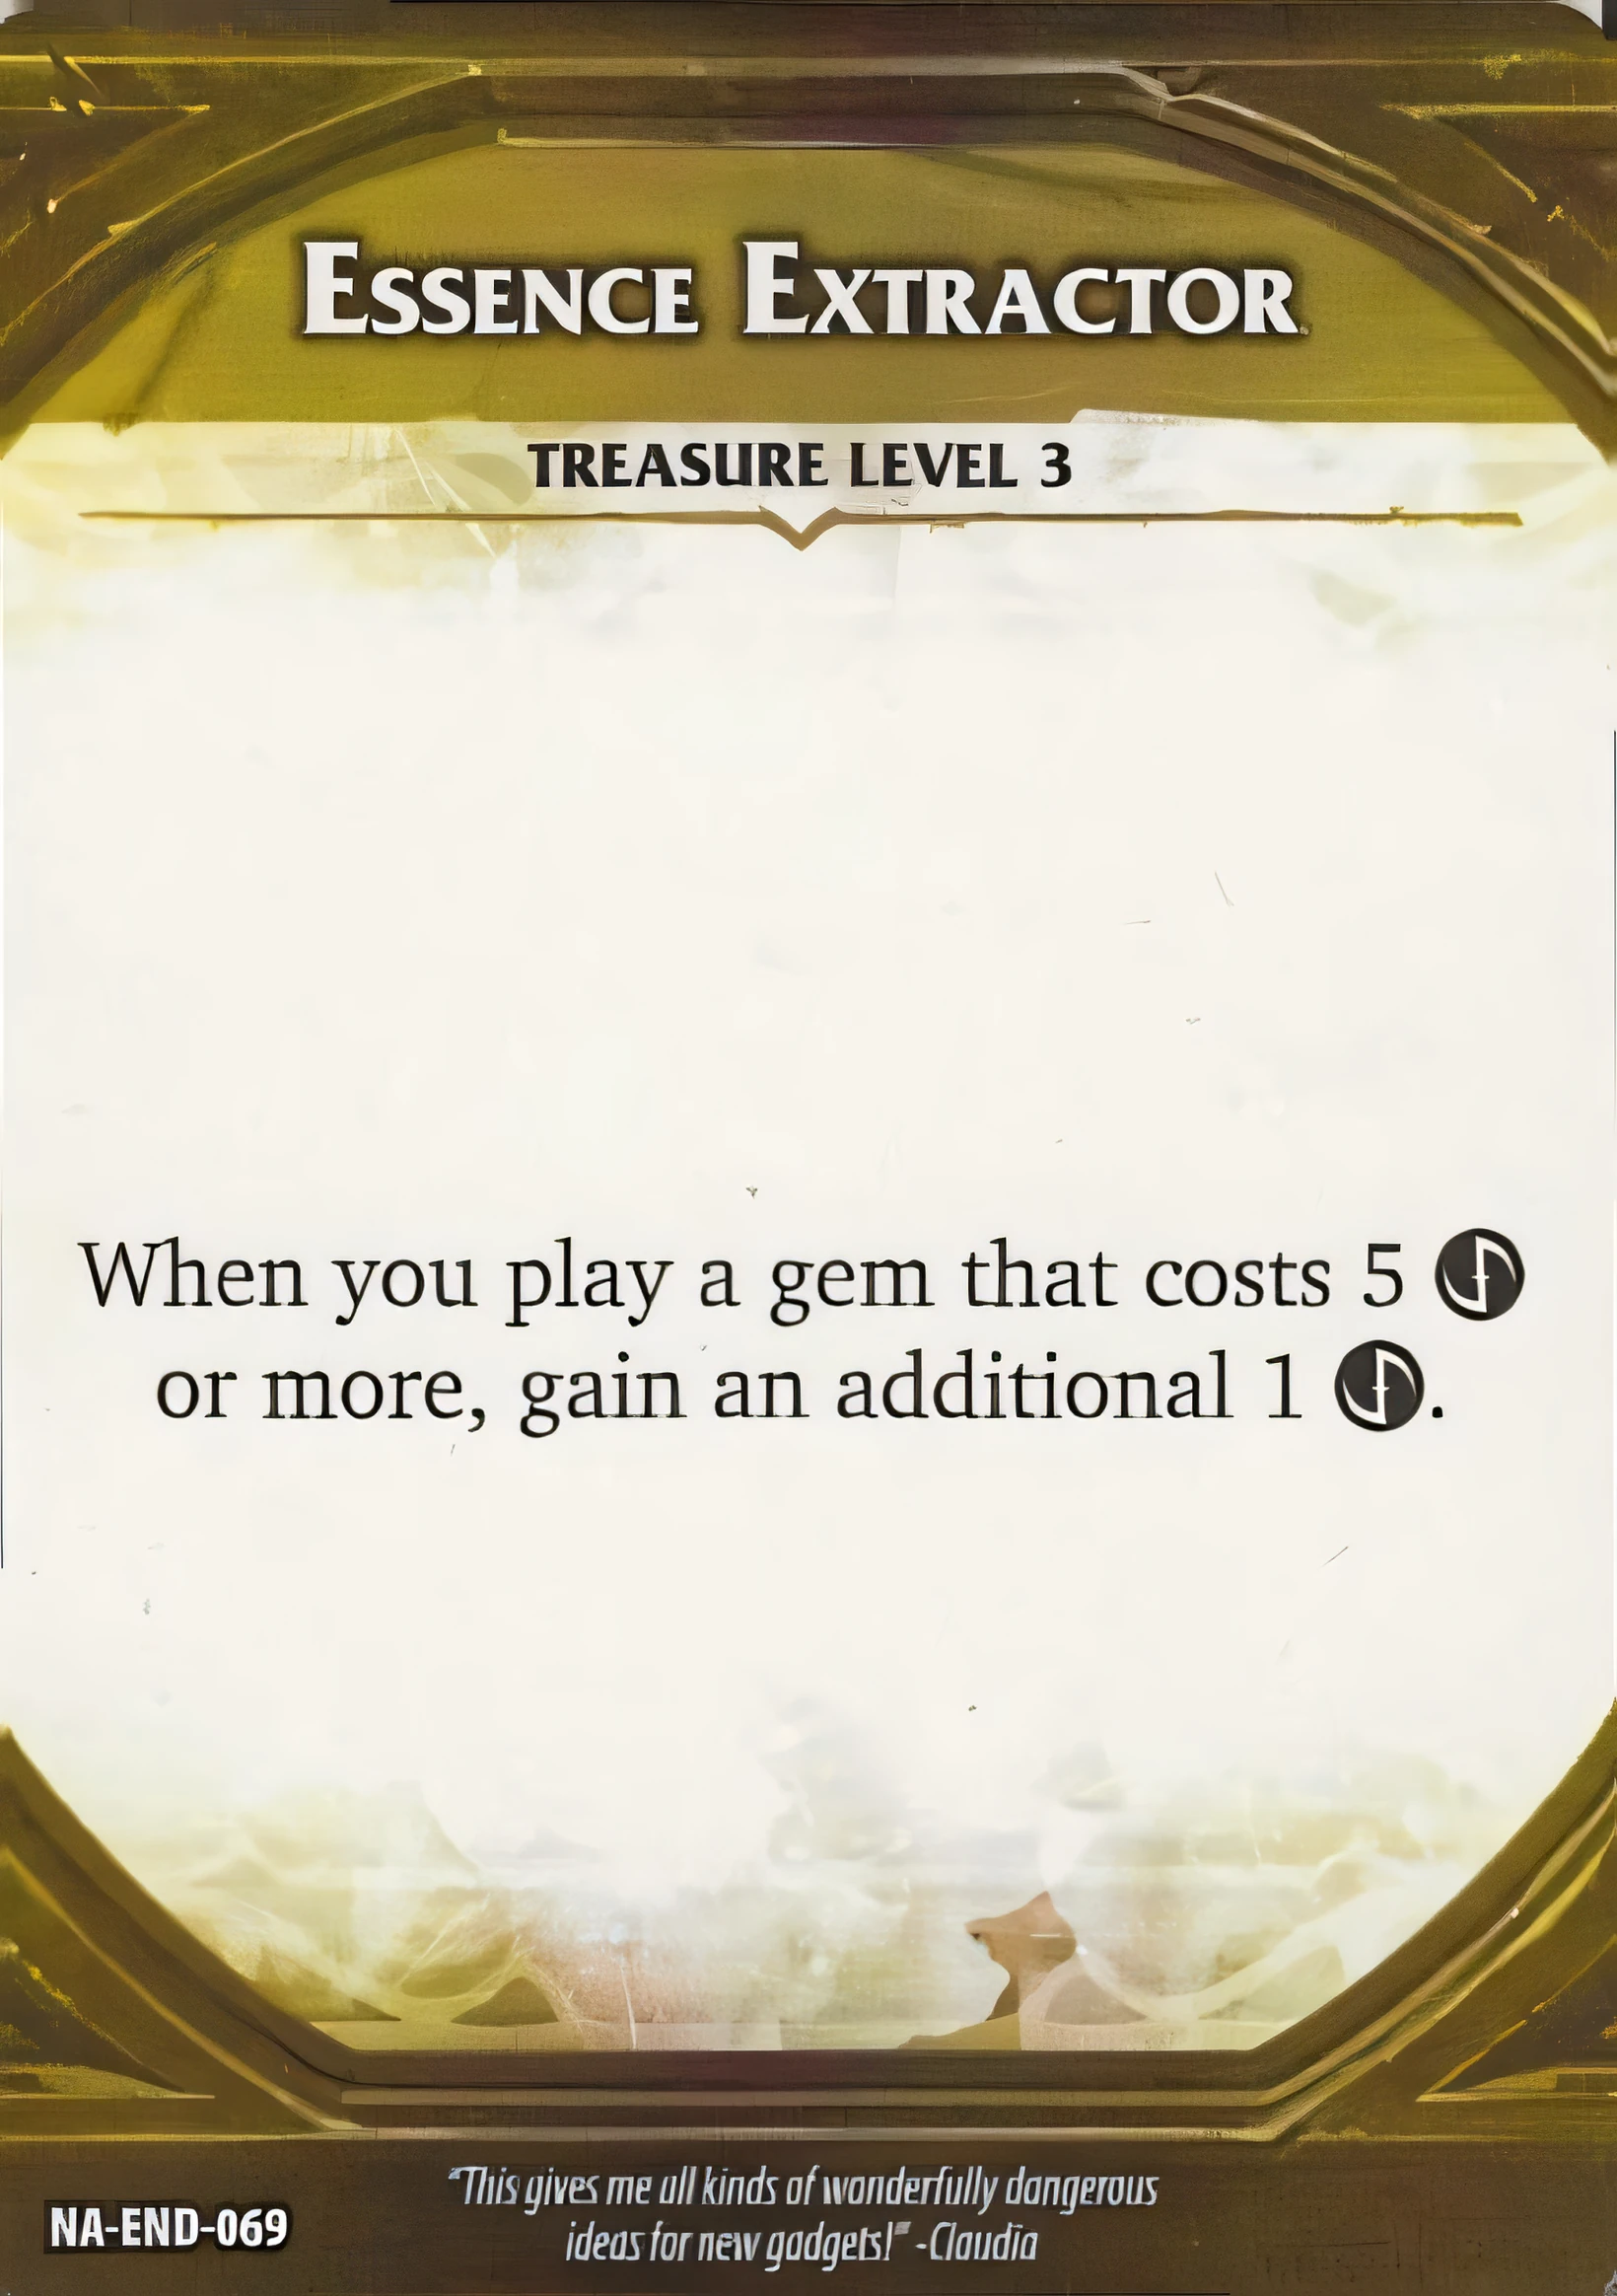 Essence Extractor
TREASURE LEVEL 3
When you play a gem that costs 5
or more, gain an additional 1 .
"This gives me all kinds of wonderfully dangerous
ideas for new gadgets!" -Claudia
NA-END-069